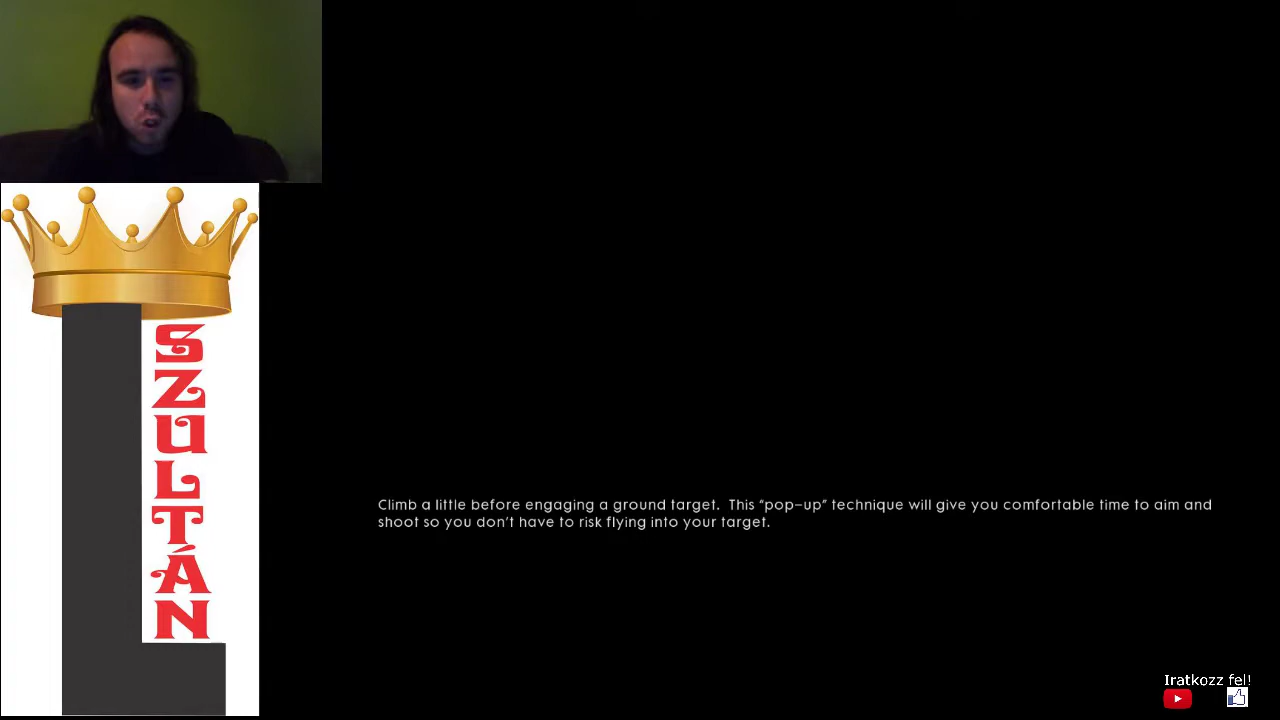 L
SZULTÁN
Climb a little before engaging a ground target.  This “pop–up” technique will give you comfortable time to aim and
shoot so you don’t have to risk flying into your target.
Iratkozz fel!